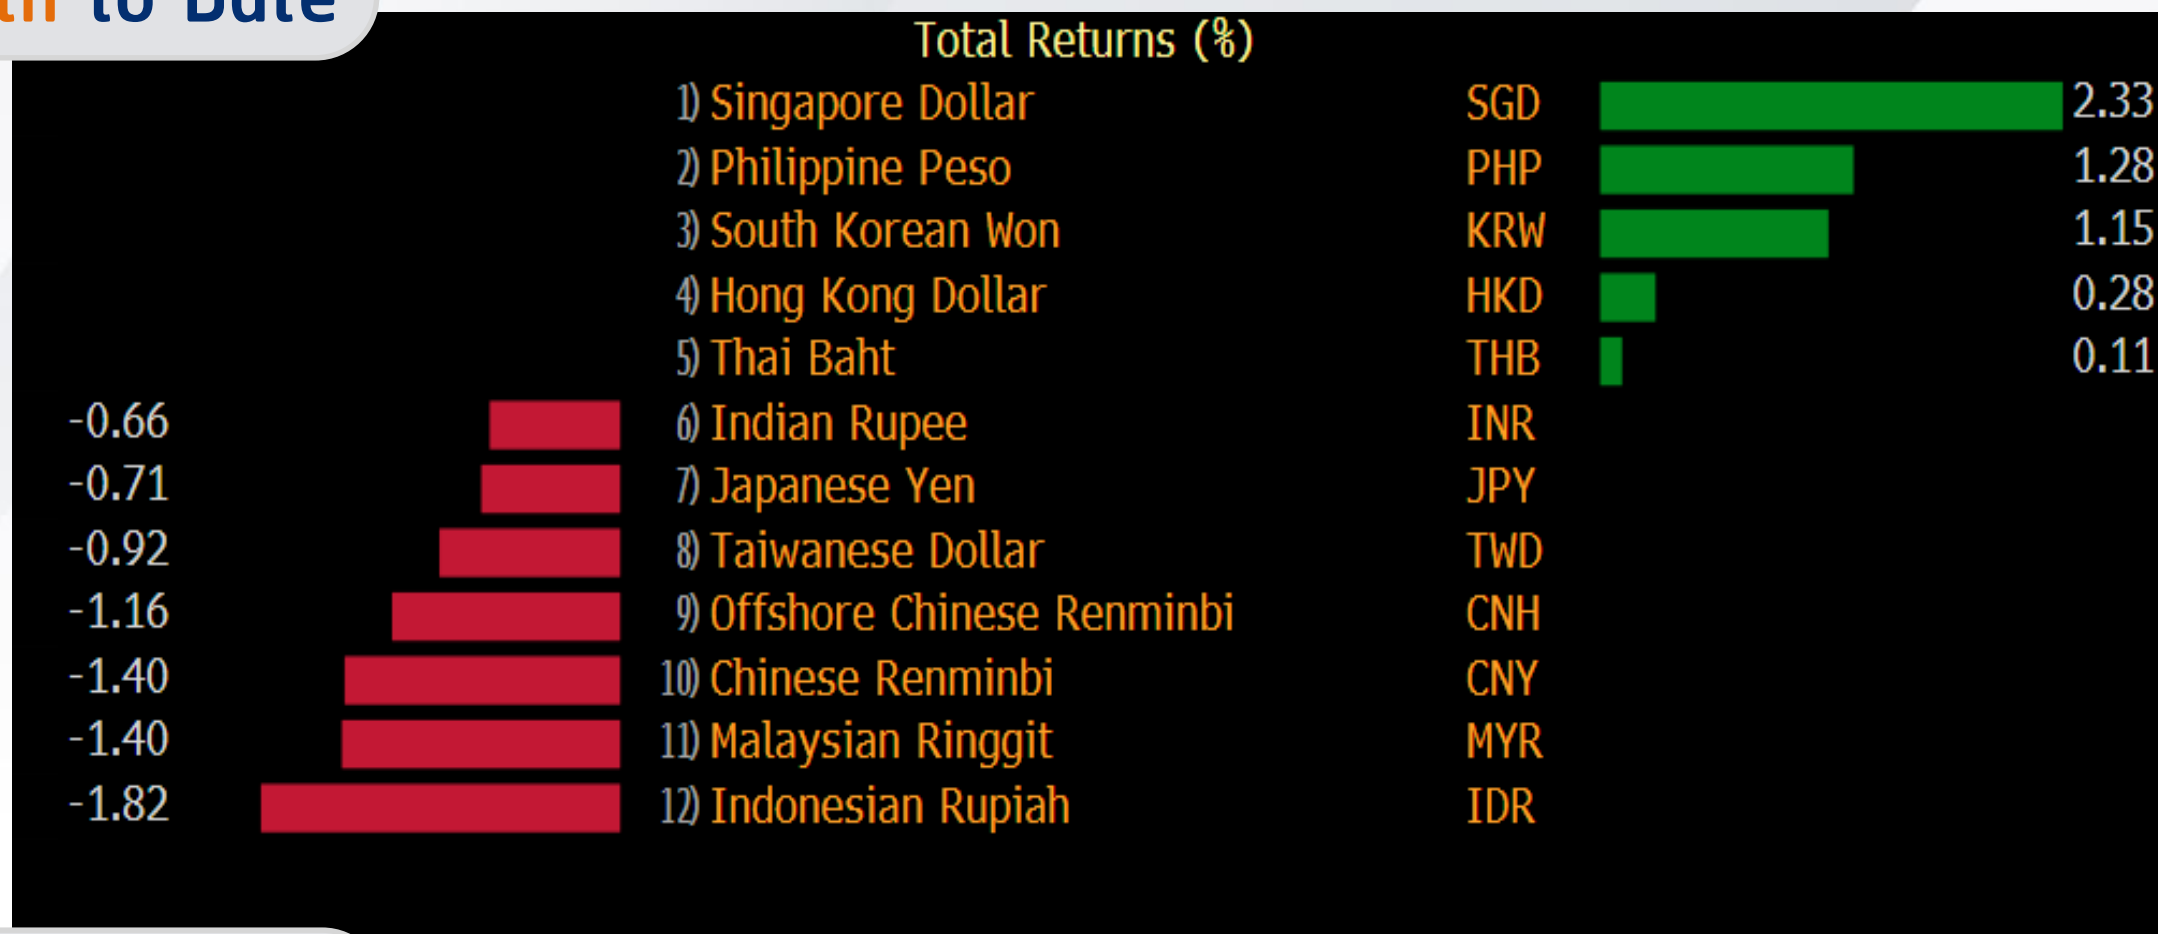 to Date
Total Returns (%)
1) Singapore Dollar SGD 2.33
2) Philippine Peso PHP 1.28
3) South Korean Won KRW 1.15
4) Hong Kong Dollar HKD 0.28
5) Thai Baht THB 0.11
-0.66 6) Indian Rupee INR
-0.71 7) Japanese Yen JPY
-0.92 8) Taiwanese Dollar TWD
-1.16 9) Offshore Chinese Renminbi CNH
-1.40 10) Chinese Renminbi CNY
-1.40 11) Malaysian Ringgit MYR
-1.82 12) Indonesian Rupiah IDR